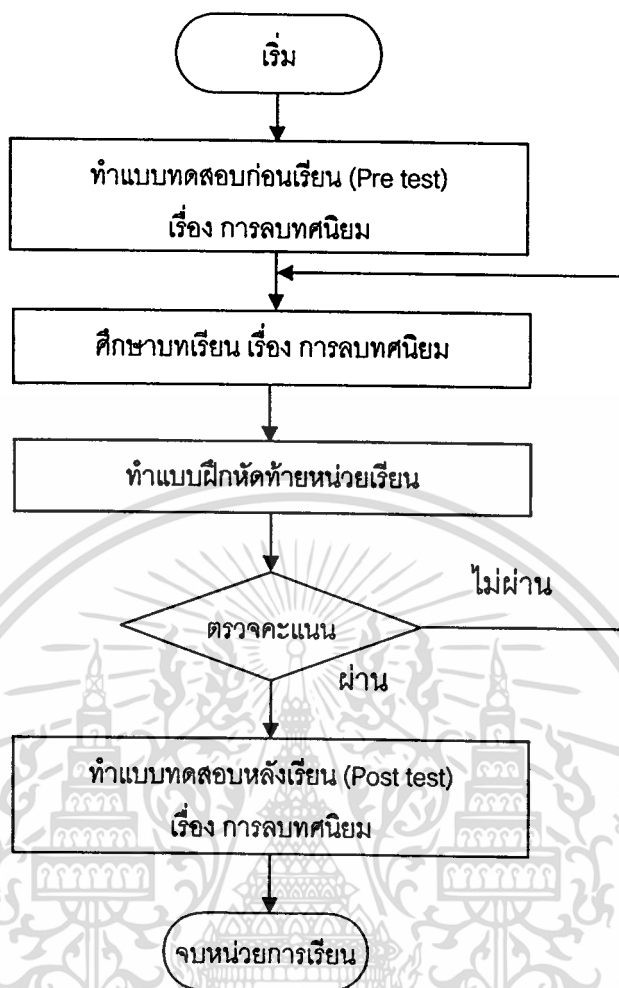 เริ่ม
ทำแบบทดสอบก่อนเรียน (Pre test)
เรื่อง การลบทศนิยม
ศึกษาบทเรียน เรื่อง การลบทศนิยม
ทำแบบฝึกหัดท้ายหน่วยเรียน
ไม่ผ่าน
ตรวจคะแนน
ผ่าน
ทำแบบทดสอบหลังเรียน (Post test)
เรื่อง การลบทศนิยม
จบหน่วยการเรียน